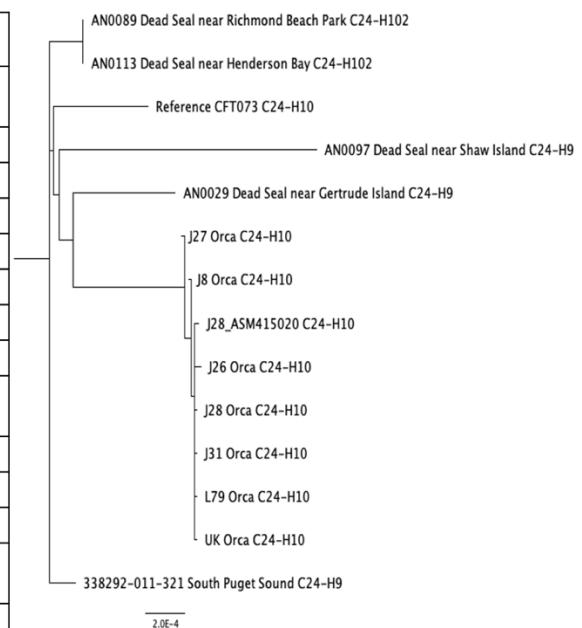 AN0089 Dead Seal near Richmond Beach Park C24-H102
AN0113 Dead Seal near Henderson Bay C24-H102
Reference CFT073 C24-H10
AN0097 Dead Seal near Shaw Island C24-H9
AN0029 Dead Seal near Gertrude Island C24-H9
J27 Orca C24-H10
J8 Orca C24-H10
J28_ASM415020 C24-H10
J26 Orca C24-H10
J28 Orca C24-H10
J31 Orca C24-H10
L79 Orca C24-H10
UK Orca C24-H10
338292-011-321 South Puget Sound C24-H9
2.0E-4